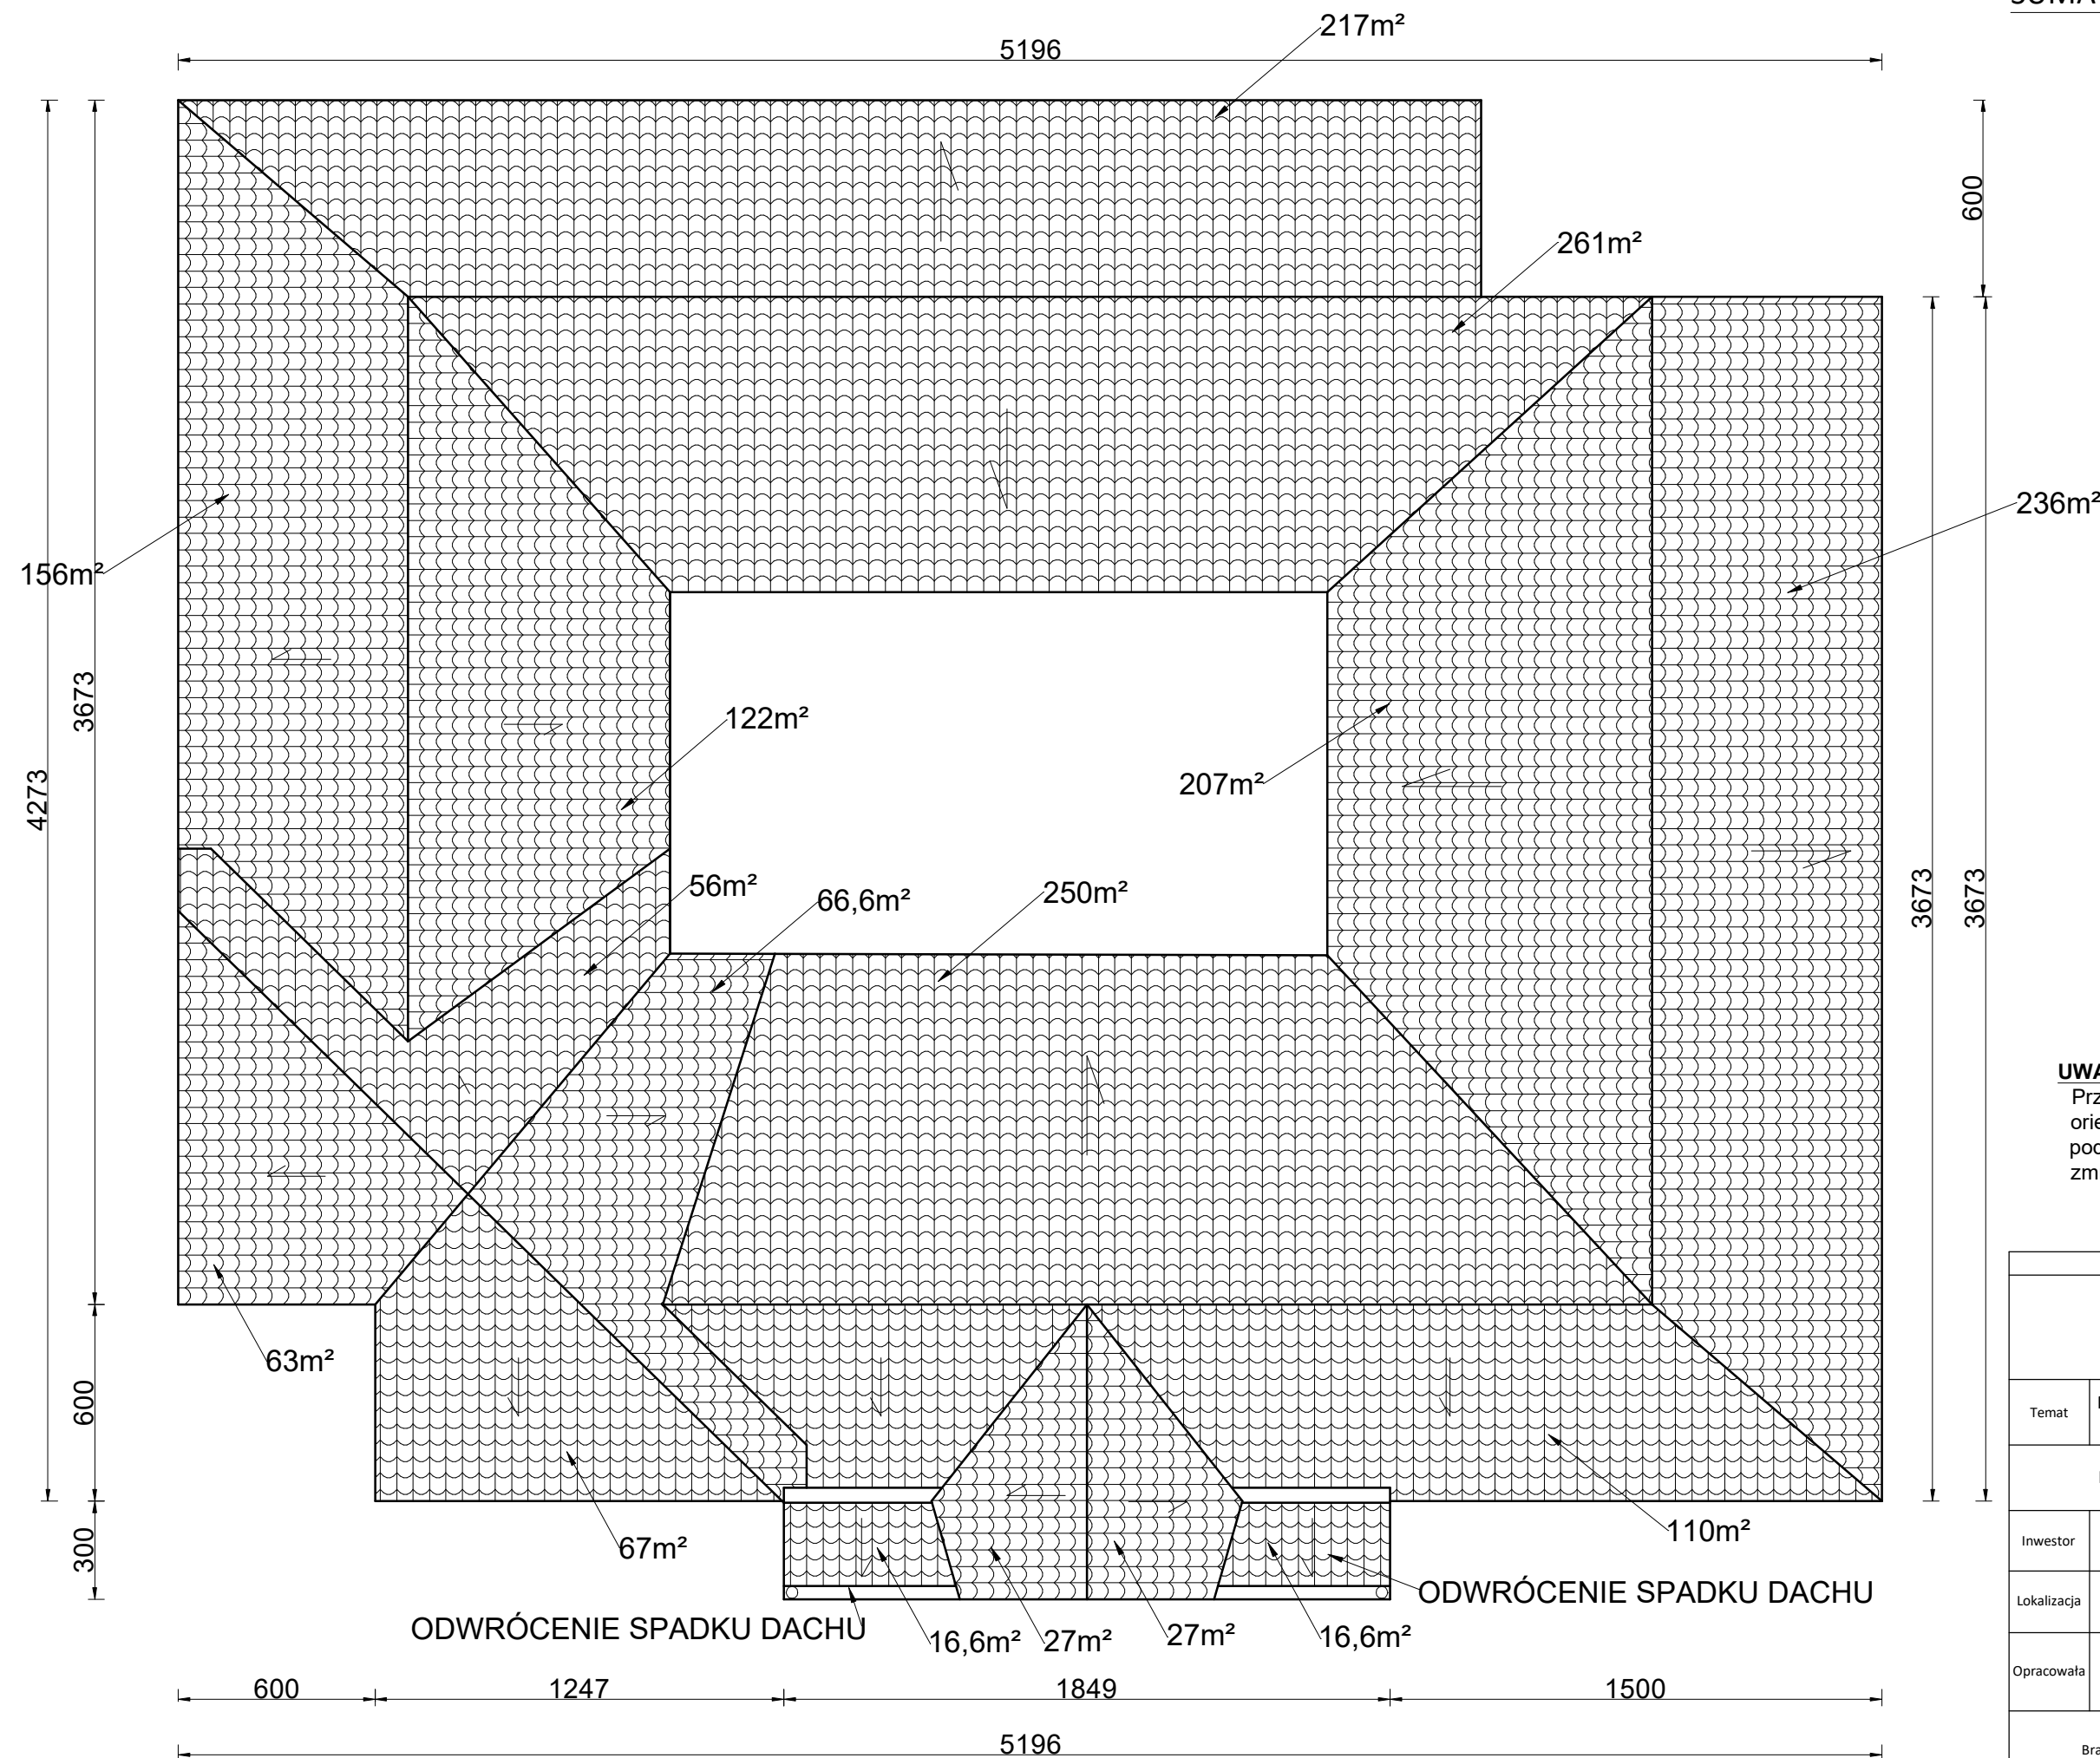 217m²
5196
600
261m²
236m²
156m²
3673
4273
122m²
207m²
56m²
66,6m²
250m²
3673
3673
63m²
600
300
67m²
110m²
ODWRÓCENIE SPADKU DACHU
ODWRÓCENIE SPADKU DACHU
16,6m²
27m²
27m²
16,6m²
600
1247
1849
1500
5196
Temat
Inwestor
Lokalizacja
Opracowała